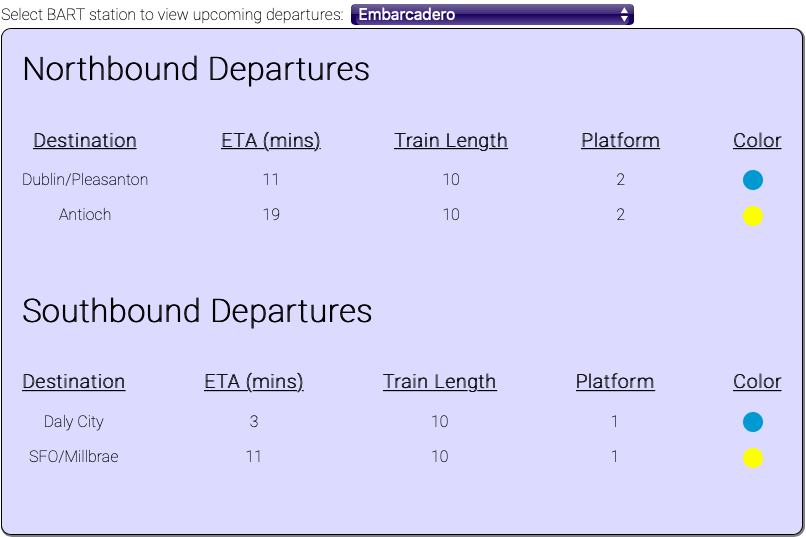 Select BART station to view upcoming departures: Embarcadero
Northbound Departures
Destination ETA (mins) Train Length Platform Color
Dublin/Pleasanton 11 10 2
Antioch 19 10 2
Southbound Departures
Destination ETA (mins) Train Length Platform Color
Daly City 3 10 1
SFO/Millbrae 11 10 1